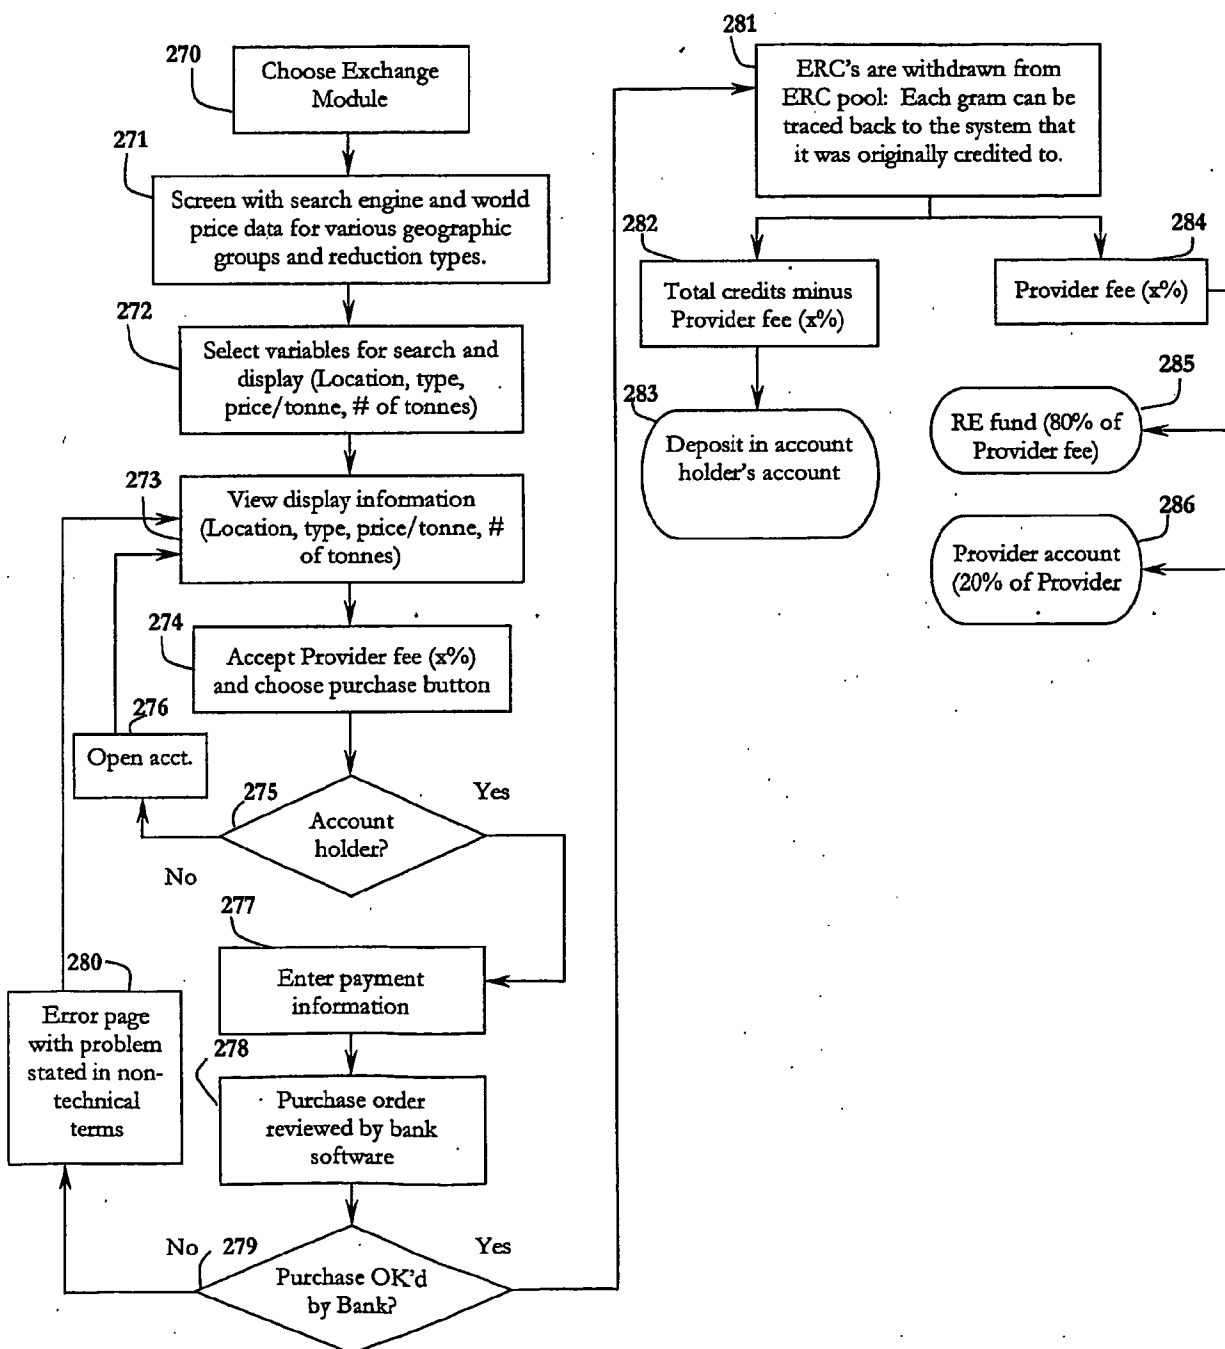 270
Choose Exchange
Module
271
Screen with search engine and world
price data for various geographic
groups and reduction types.
272
Select variables for search and
display (Location, type,
price/tonne, # of tonnes)
273
View display information
(Location, type, price/tonne, #
of tonnes)
274
Accept Provider fee (x%)
and choose purchase button
276
Open acct.
275
Account
holder?
Yes
No
277
Enter payment
information
280
Error page
with problem
stated in non-
technical
terms
278
Purchase order
reviewed by bank
software
No
279
Yes
Purchase OK'd
by Bank?
281
ERC's are withdrawn from
ERC pool: Each gram can be
traced back to the system that
it was originally credited to.
282
Total credits minus
Provider fee (x%)
284
Provider fee (x%)
283
Deposit in account
holder's account
285
RE fund (80% of
Provider fee)
286
Provider account
(20% of Provider